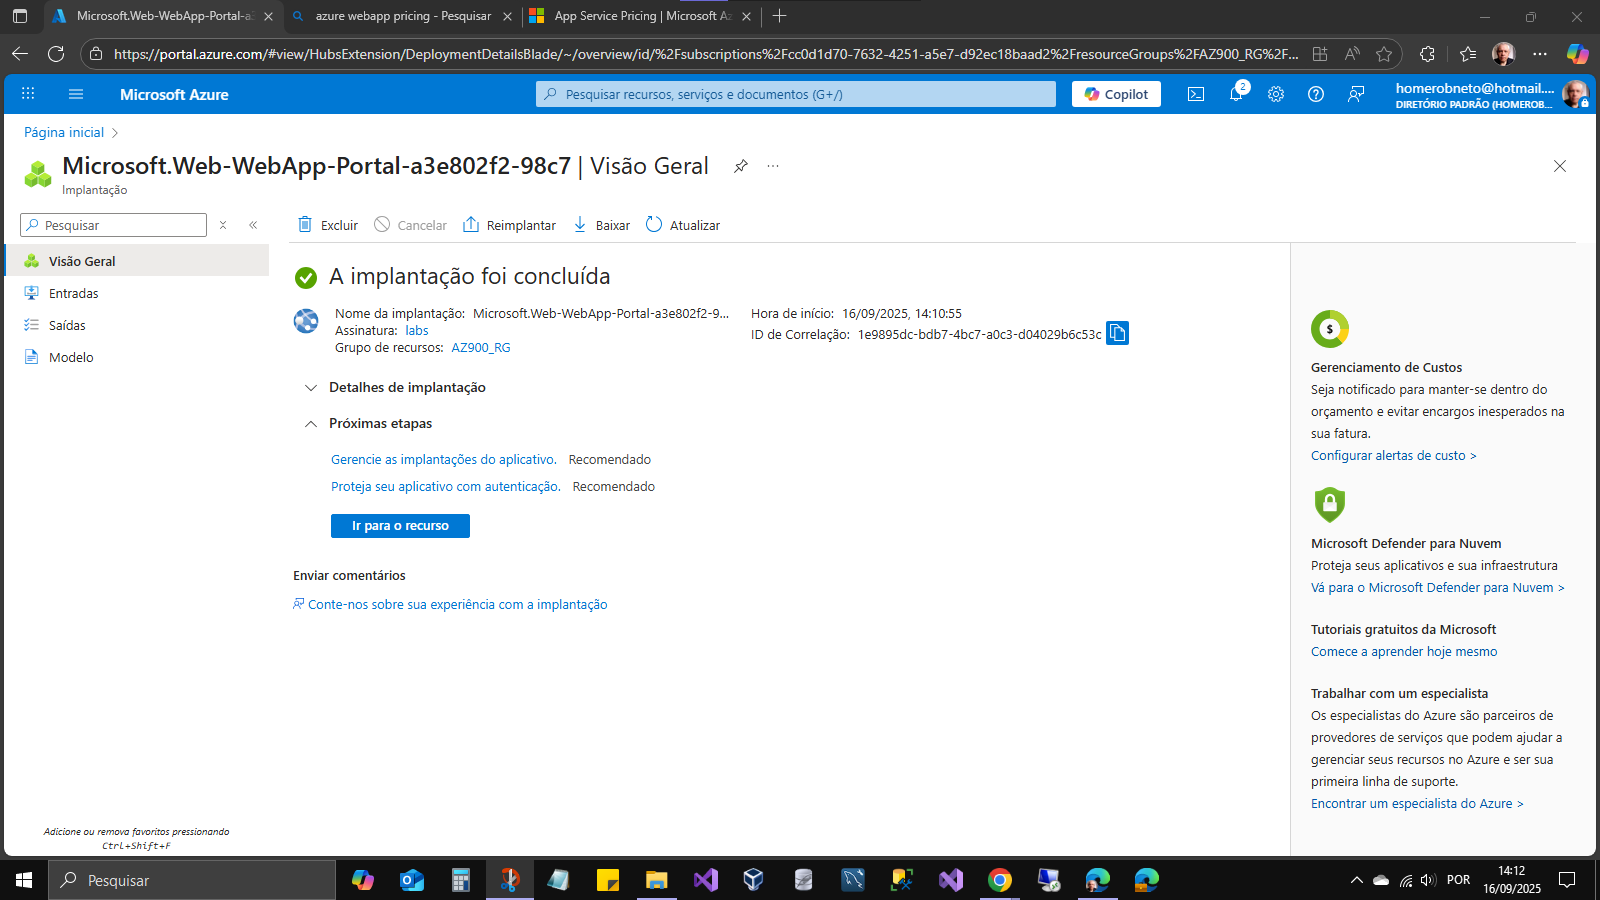 Microsoft.Web-WebApp-Portal-a3
azure webapp pricing - Pesquisar
App Service Pricing | Microsoft Az
https://portal.azure.com/#view/HubsExtension/DeploymentDetailsBlade/~/overview/id/%2Fsubscriptions%2Fcc0d1d70-7632-4251-a5e7-d92ec18baad2%2FresourceGroups%2FAZ900_RG%2F...
Microsoft Azure
Pesquisar recursos, serviços e documentos (G+/)
Copilot
2
homerobneto@hotmail....
DIRETÓRIO PADRÃO (HOMEROB...
Página inicial
Microsoft.Web-WebApp-Portal-a3e802f2-98c7 | Visão Geral
Implantação
Pesquisar
Excluir
Cancelar
Reimplantar
Baixar
Atualizar
Visão Geral
Entradas
Saídas
Modelo
A implantação foi concluída
Nome da implantação: Microsoft.Web-WebApp-Portal-a3e802f2-9...
Assinatura: labs
Grupo de recursos: AZ900_RG
Hora de início: 16/09/2025, 14:10:55
ID de Correlação: 1e9895dc-bdb7-4bc7-a0c3-d04029b6c53c
Detalhes de implantação
Próximas etapas
Gerencie as implantações do aplicativo. Recomendado
Proteja seu aplicativo com autenticação. Recomendado
Ir para o recurso
Enviar comentários
Conte-nos sobre sua experiência com a implantação
$
Gerenciamento de Custos
Seja notificado para manter-se dentro do
orçamento e evitar encargos inesperados na
sua fatura.
Configurar alertas de custo >
Microsoft Defender para Nuvem
Proteja seus aplicativos e sua infraestrutura
Vá para o Microsoft Defender para Nuvem >
Tutoriais gratuitos da Microsoft
Comece a aprender hoje mesmo
Trabalhar com um especialista
Os especialistas do Azure são parceiros de
provedores de serviços que podem ajudar a
gerenciar seus recursos no Azure e ser sua
primeira linha de suporte.
Encontrar um especialista do Azure >
Adicione ou remova favoritos pressionando
Ctrl+Shift+F
Pesquisar
POR
14:12
16/09/2025